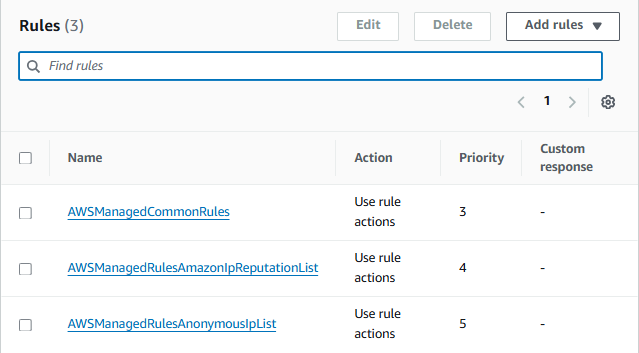 Rules (3)
Edit
Delete
Add rules
Find rules
1
Name
Action
Priority
Custom
response
AWSManagedCommonRules
Use rule
actions
3
-
AWSManagedRulesAmazonIpReputationList
Use rule
actions
4
-
AWSManagedRulesAnonymousIpList
Use rule
actions
5
-